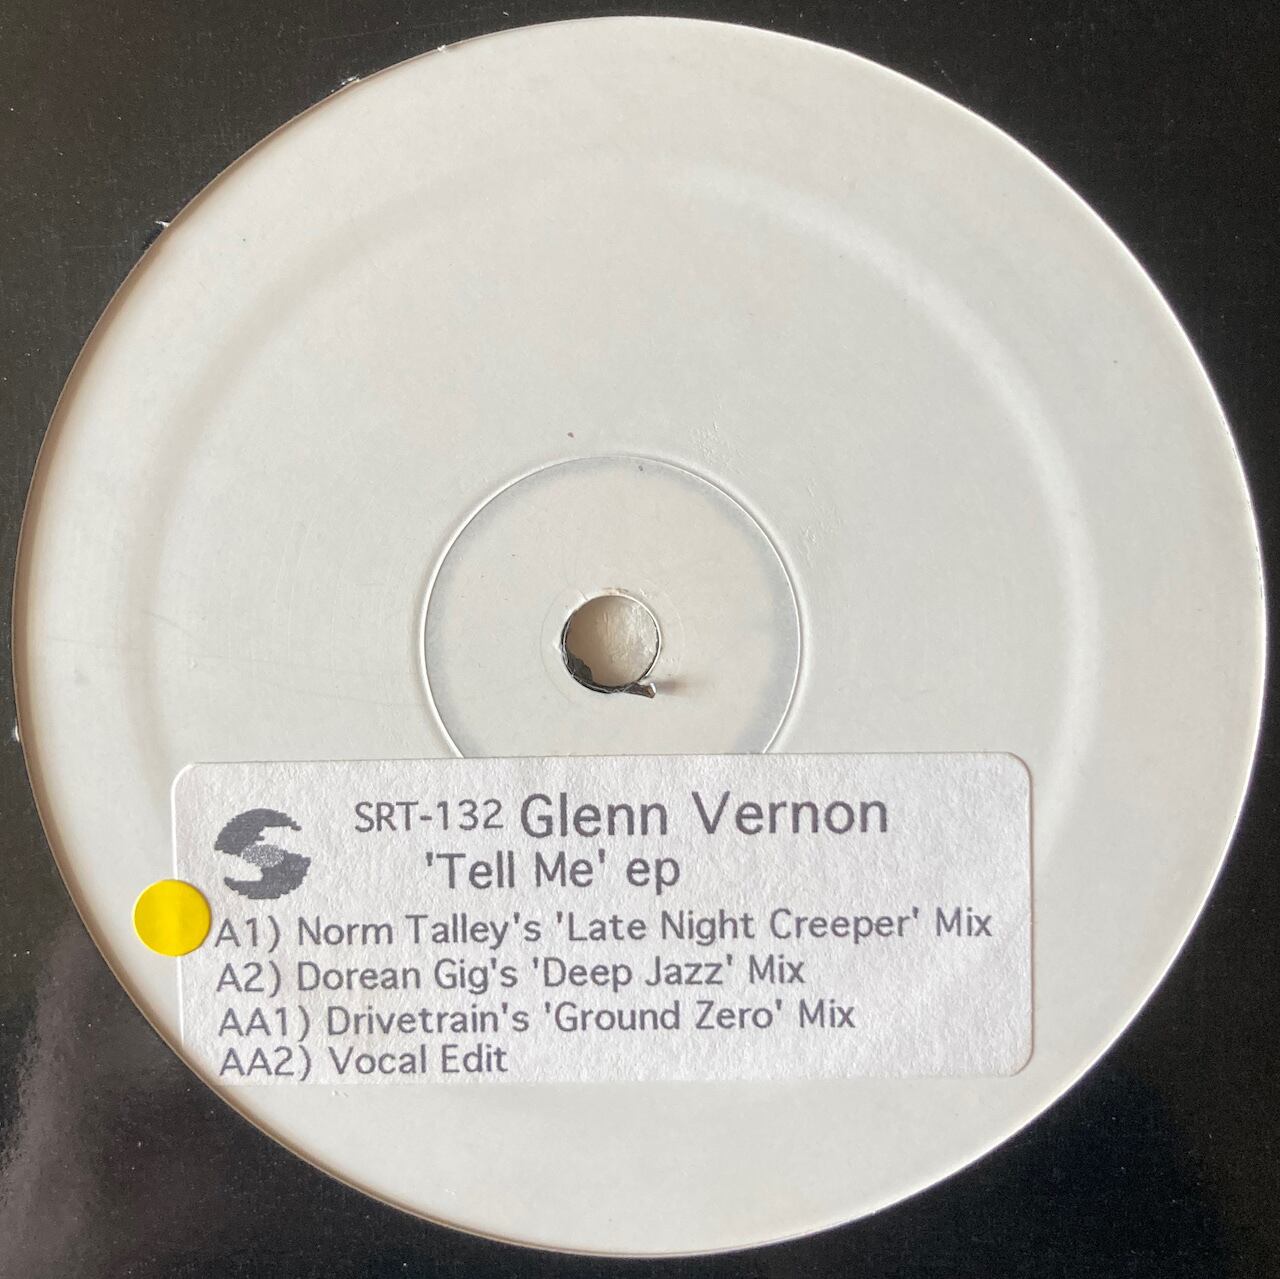 SRT-132 Glenn Vernon
'Tell Me' ep
A1) Norm Talley's 'Late Night Creeper' Mix
A2) Dorean Gig's 'Deep Jazz' Mix
AA1) Drivetrain's 'Ground Zero' Mix
AA2) Vocal Edit